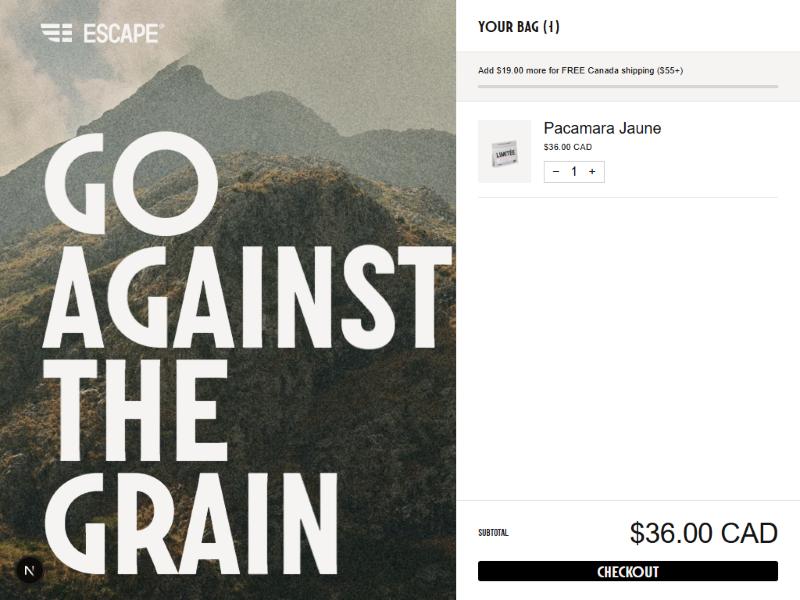 ESCAPE®
GO
AGAINST
THE
GRAIN
N
YOUR BAG (1)
Add $19.00 more for FREE Canada shipping ($55+)
LIMITÉE
Pacamara Jaune
$36.00 CAD
− 1 +
SUBTOTAL
$36.00 CAD
CHECKOUT